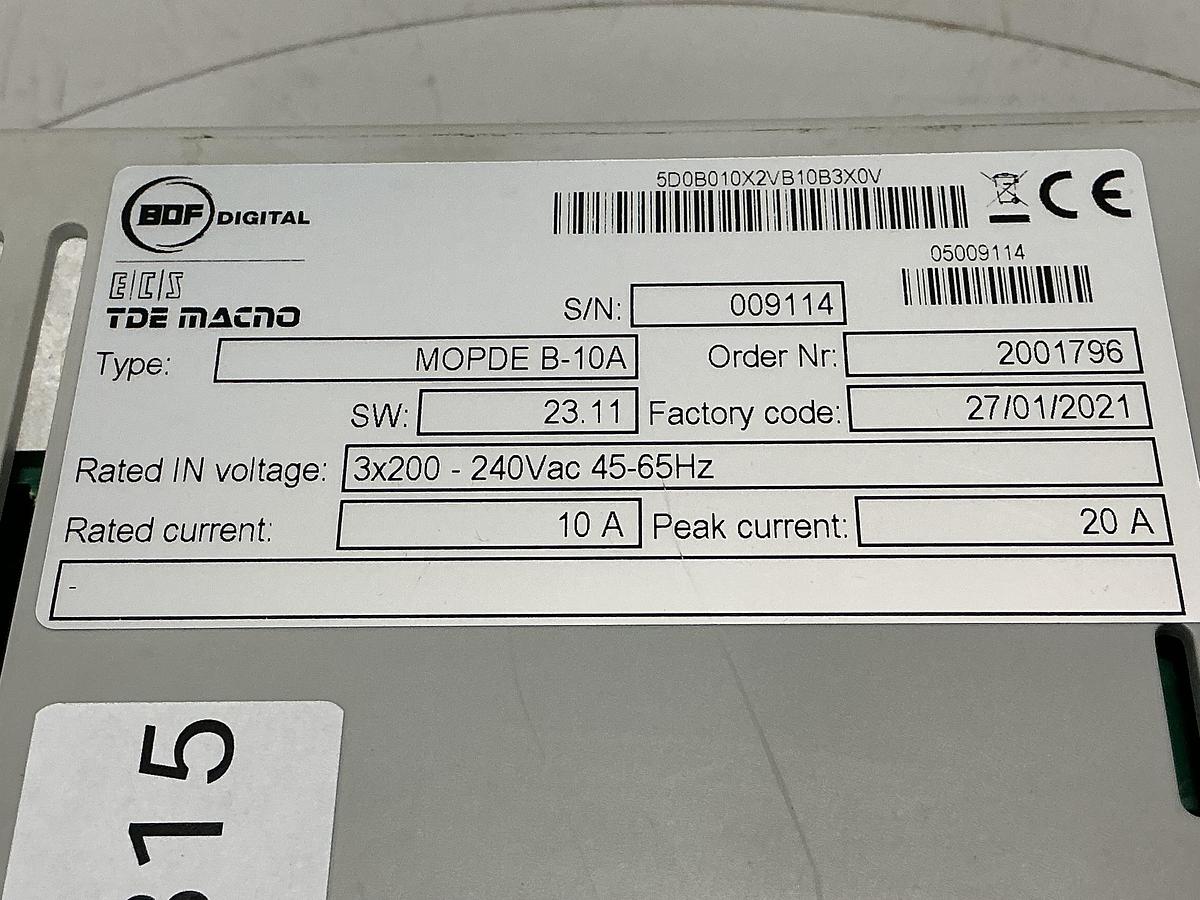 BDF DIGITAL
5D0B010X2VB10B3X0V
E|C|S
TDE MACNO
05009114
S/N: 009114
Type: MOPDE B-10A Order Nr: 2001796
SW: 23.11 Factory code: 27/01/2021
Rated IN voltage: 3x200 - 240Vac 45-65Hz
Rated current: 10 A Peak current: 20 A
-
15